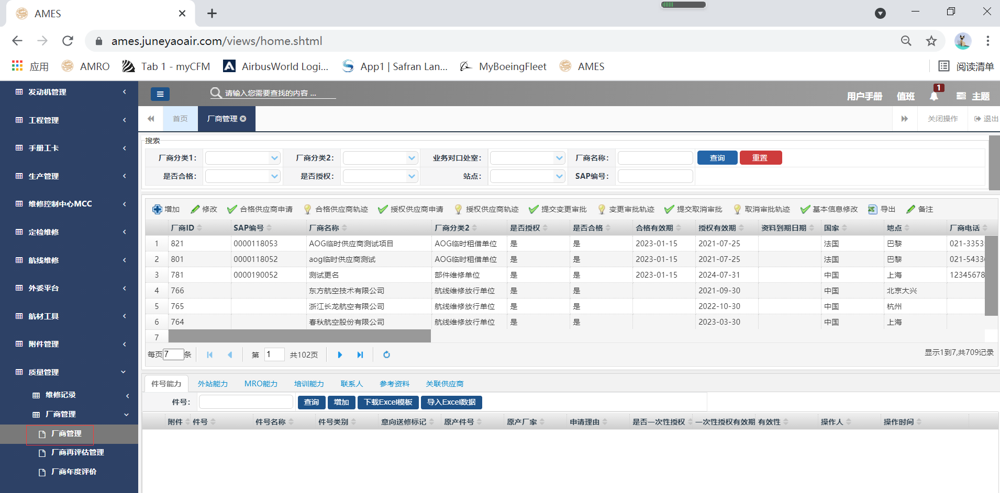 AMES
ames.juneyaoair.com/views/home.shtml
应用 AMRO Tab 1 - myCFM AirbusWorld Logi... App1 | Safran Lan... MyBoeingFleet AMES 阅读清单
发动机管理
工程管理
手册工卡
生产管理
维修控制中心MCC
定检维修
航线维修
外委平台
航材工具
附件管理
质量管理
维修记录
厂商管理
厂商管理
厂商再评估管理
厂商年度评价
请输入您需要查找的内容 ...
用户手册 值班 1 主题
首页 厂商管理 关闭操作 退出
搜索
厂商分类1: 厂商分类2: 业务对口处室: 厂商名称: 查询 重置
是否合格: 是否授权: 站点: SAP编号:
增加 修改 合格供应商申请 合格供应商轨迹 授权供应商申请 授权供应商轨迹 提交变更审批 变更审批轨迹 提交取消审批 取消审批轨迹 基本信息修改 导出 备注
厂商ID SAP编号 厂商名称 厂商分类2 是否授权 是否合格 合格有效期 授权有效期 资料到期日期 国家 地点 厂商电话
1 821 0000118053 AOG临时供应商测试项目 AOG临时租借单位 是 是 2023-01-15 2021-07-25 法国 巴黎 021-3353
2 801 0000118052 aog临时供应商测试 AOG临时租借单位 是 是 2023-01-15 2021-07-25 法国 巴黎 021-5433
3 781 0000190052 测试更名 部件维修单位 是 是 2023-01-15 2024-07-31 中国 上海 12345678
4 766 东方航空技术有限公司 航线维修放行单位 是 是 2021-09-30 中国 北京大兴
5 765 浙江长龙航空有限公司 航线维修放行单位 是 是 2022-10-30 中国 杭州
6 764 春秋航空股份有限公司 航线维修放行单位 是 是 2023-03-30 中国 上海
7
每页 7 条 第 1 共102页 显示1到7,共709记录
件号能力 外站能力 MRO能力 培训能力 联系人 参考资料 关联供应商
件号: 查询 增加 下载Excel模板 导入Excel数据
附件 件号 件号名称 件号类别 意向送修标记 原产件号 原产厂家 申请理由 是否一次性授权 一次性授权有效期 有效性 操作人 操作时间